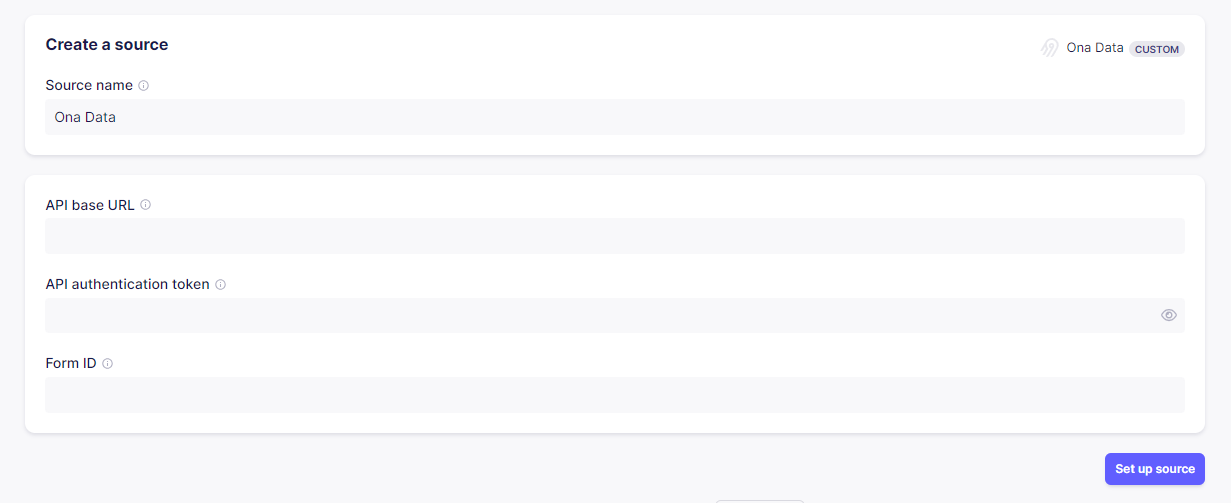 Create a source
Ona Data CUSTOM
Source name
Ona Data
API base URL
API authentication token
Form ID
Set up source